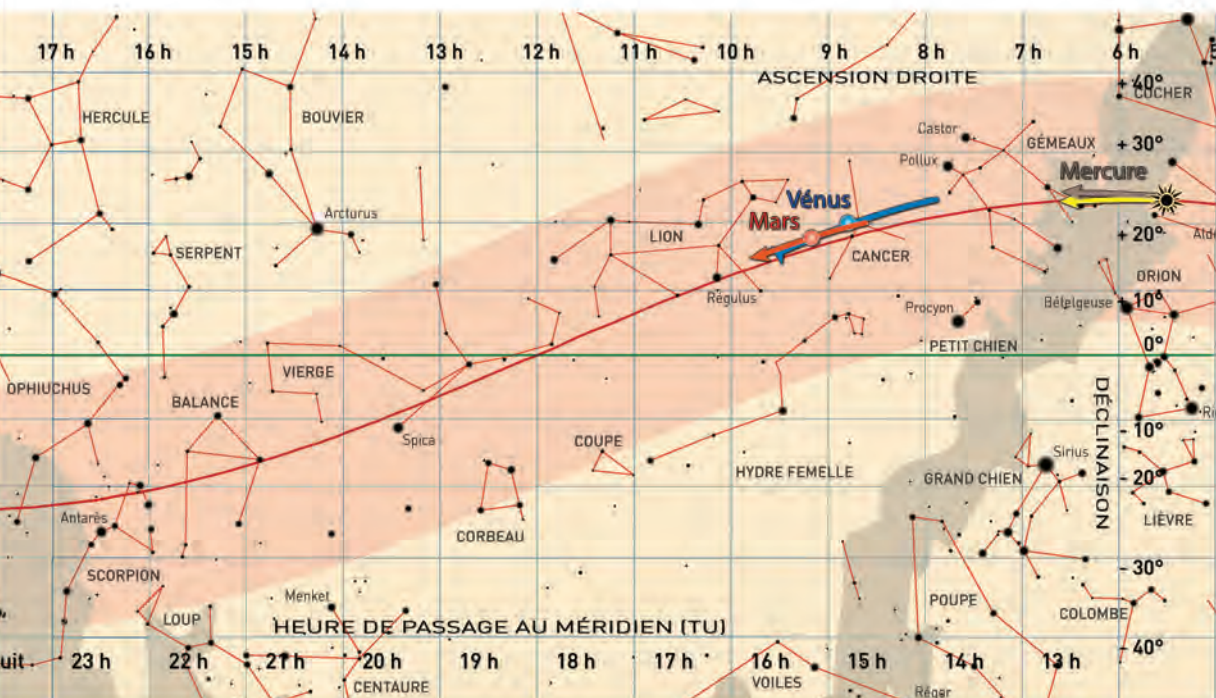 17 h 16 h 15 h 14 h 13 h 12 h 11 h 10 h 9 h 8 h 7 h 6 h
ASCENSION DROITE
+ 40°
COCHER
HERCULE
BOUVIER
Castor
GÉMEAUX
+ 30°
Pollux
Mercure
Vénus
Arcturus
Mars
LION
+ 20°
SERPENT
CANCER
ORION
Régulus
Procyon
Bételgeuse
+ 10°
PETIT CHIEN
0°
VIERGE
OPHIUCHUS
BALANCE
DÉCLINAISON
Spica
COUPE
- 10°
HYDRE FEMELLE
Sirius
GRAND CHIEN
- 20°
Antarès
CORBEAU
LIÈVRE
- 30°
SCORPION
Menket
POUPE
COLOMBE
LOUP
HEURE DE PASSAGE AU MÉRIDIEN (TU)
- 40°
uit 23 h 22 h 21 h 20 h 19 h 18 h 17 h 16 h 15 h 14 h 13 h
VOILES
CENTAURE